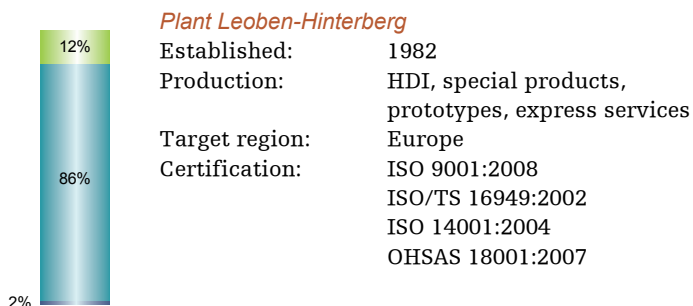 Plant Leoben-Hinterberg
12%
Established: 1982
Production: HDI, special products,
prototypes, express services
Target region: Europe
Certification: ISO 9001:2008
86%
ISO/TS 16949:2002
ISO 14001:2004
OHSAS 18001:2007
2%